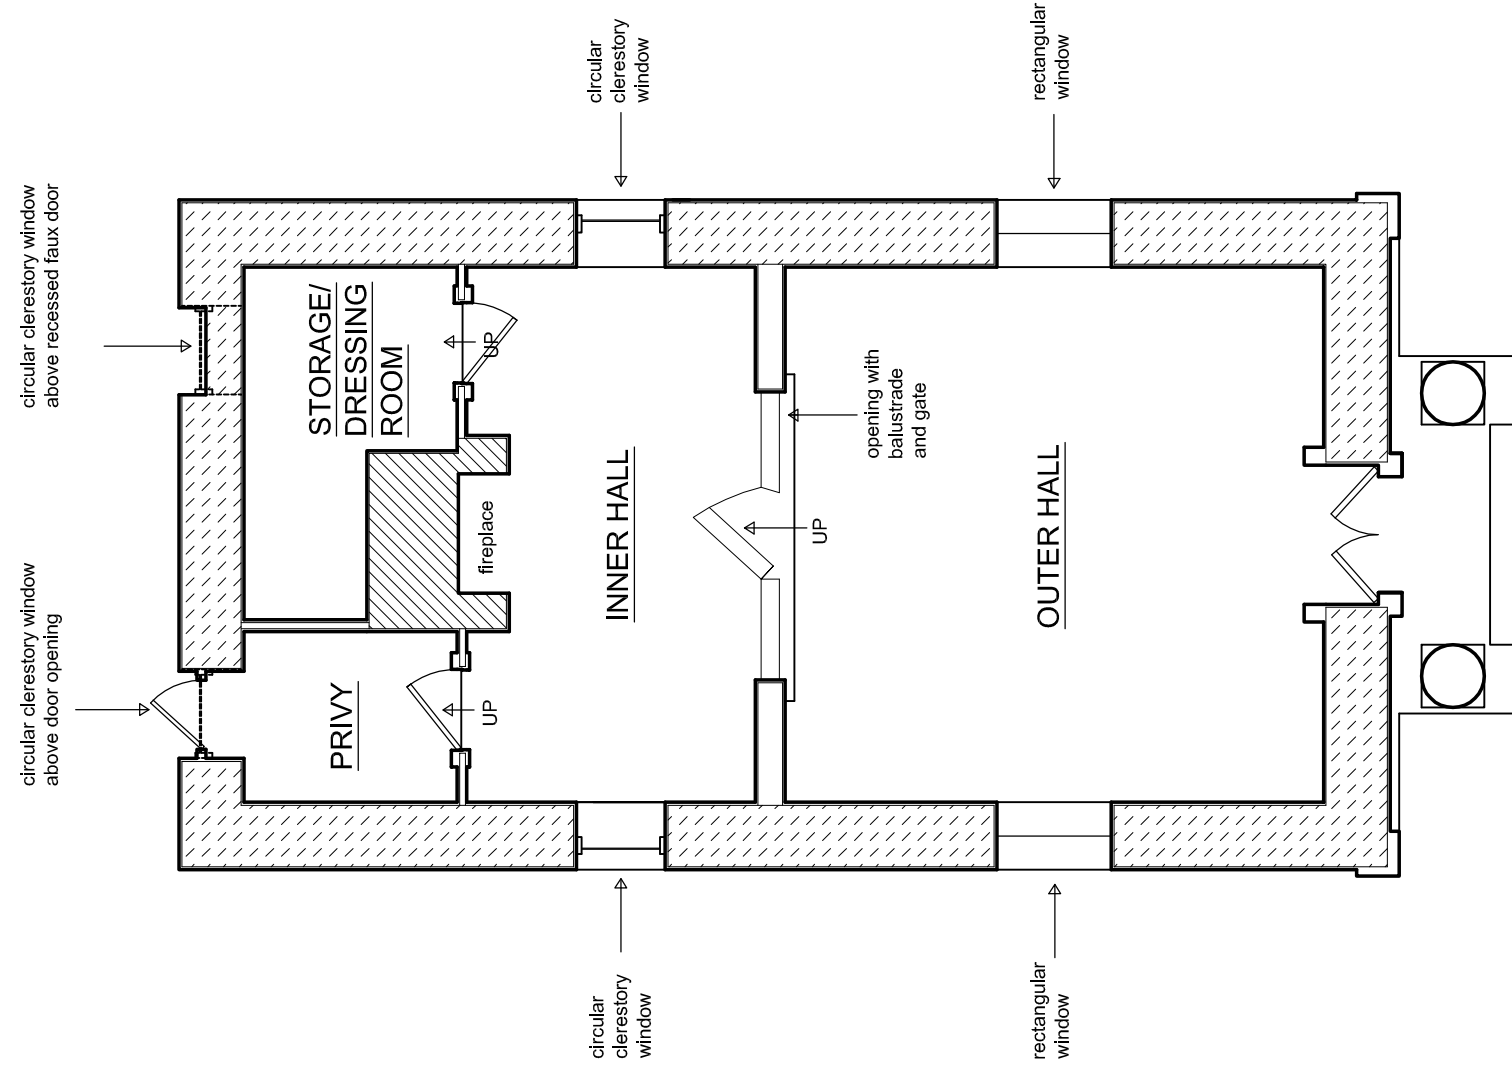 circular clerestory window
above door opening
circular clerestory window
above recessed faux door
PRIVY
STORAGE/
DRESSING
ROOM
UP
fireplace
UP
circular
clerestory
window
INNER HALL
circular
clerestory
window
UP
opening with
balustrade
and gate
rectangular
window
OUTER HALL
rectangular
window